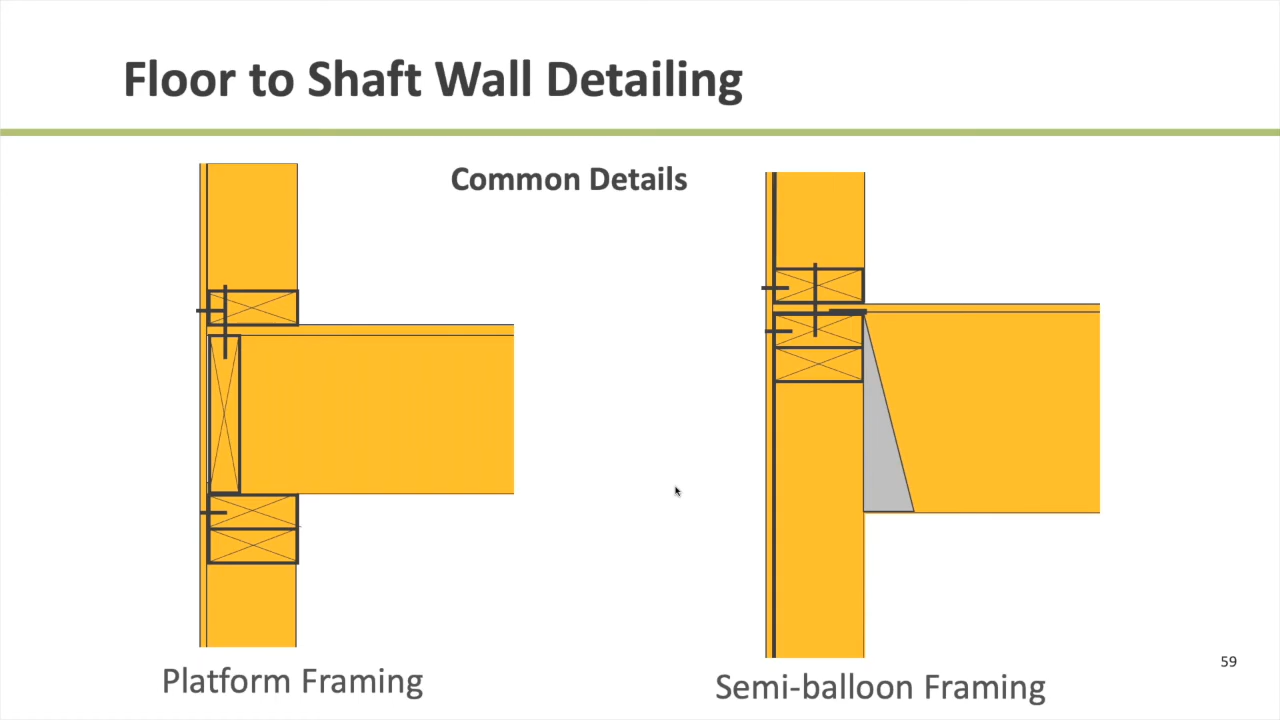 Floor to Shaft Wall Detailing
Common Details
Platform Framing
Semi-balloon Framing
59